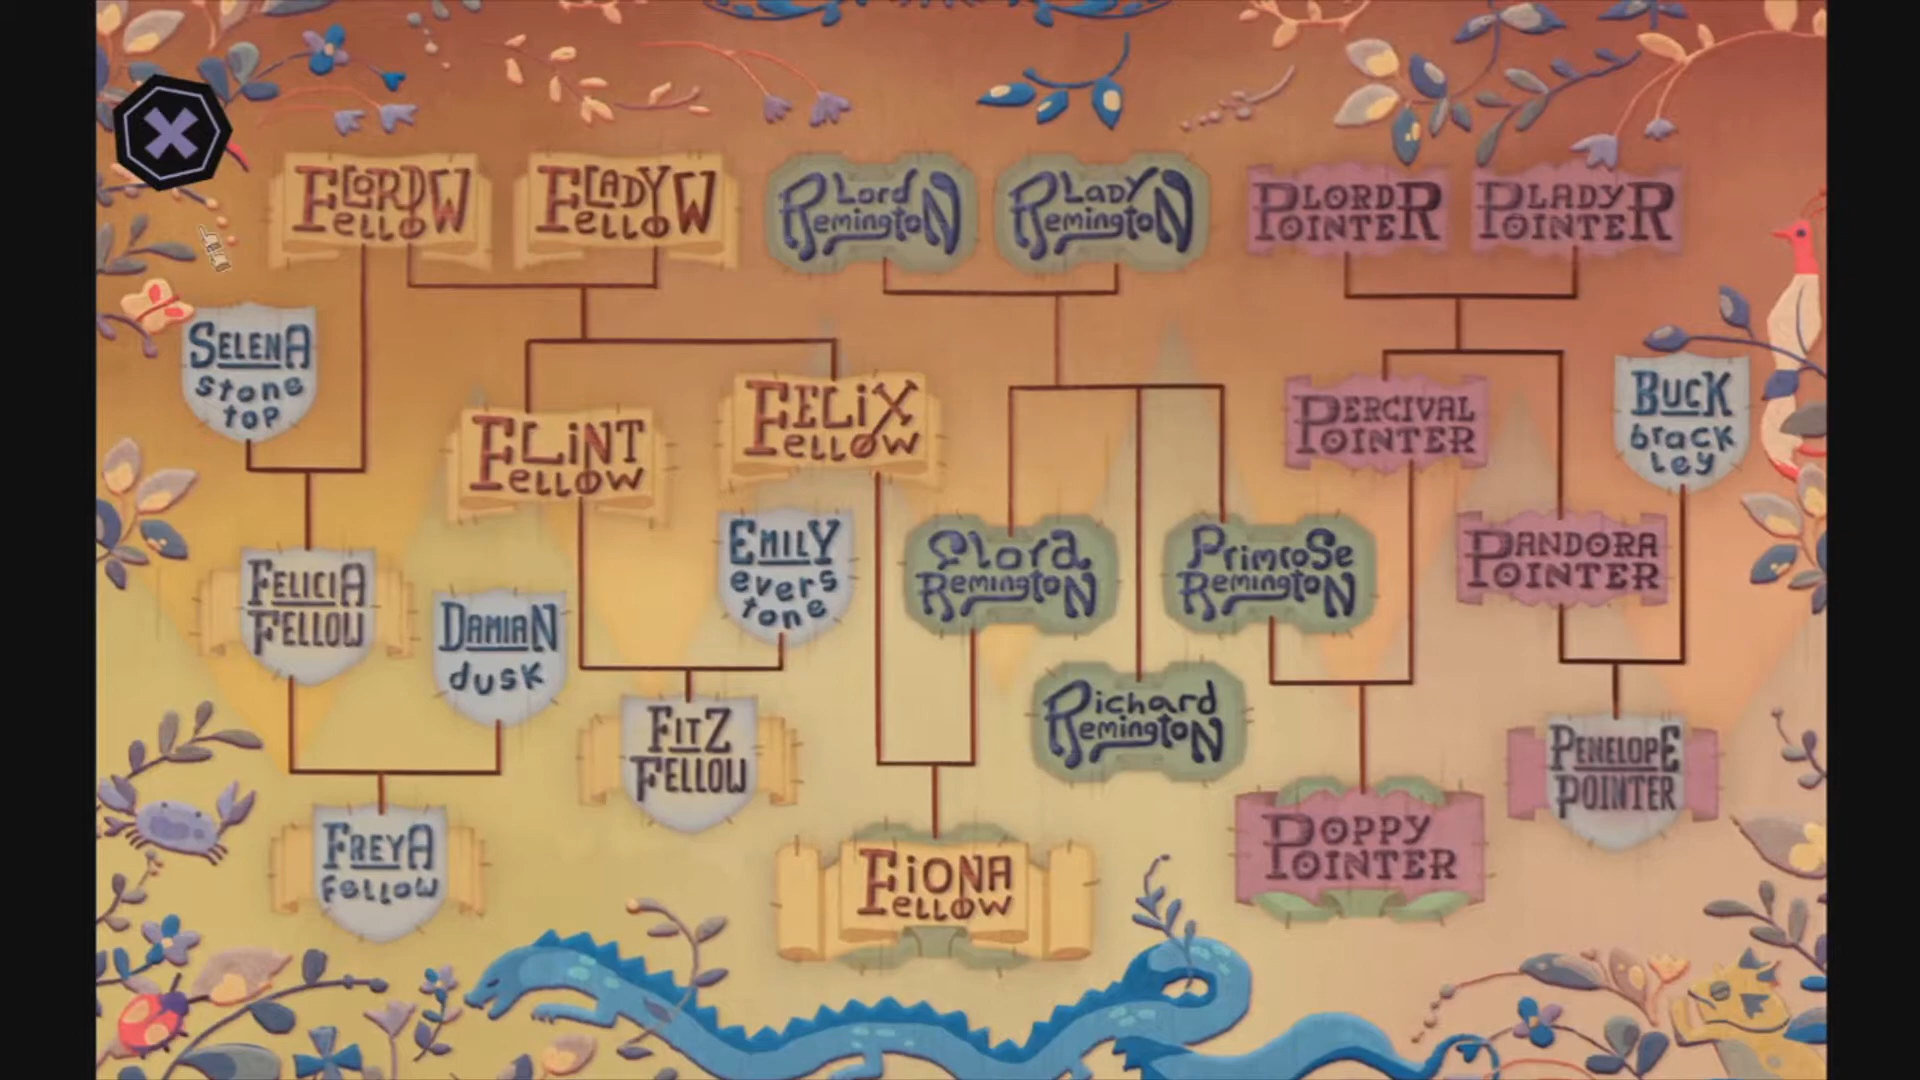 LORD
FELLOW
LADY
FELLOW
Lord
Remington
Lady
Remington
LORD
POINTER
LADY
POINTER
SELENA
stone
top
FLINT
FELLOW
FELIX
FELLOW
PERCIVAL
POINTER
BUCK
brack
ley
FELICIA
FELLOW
DAMIAN
dusk
EMILY
evers
tone
Flora
Remington
Primrose
Remington
PANDORA
POINTER
FITZ
FELLOW
Richard
Remington
PENELOPE
POINTER
FREYA
FELLOW
FIONA
FELLOW
POPPY
POINTER